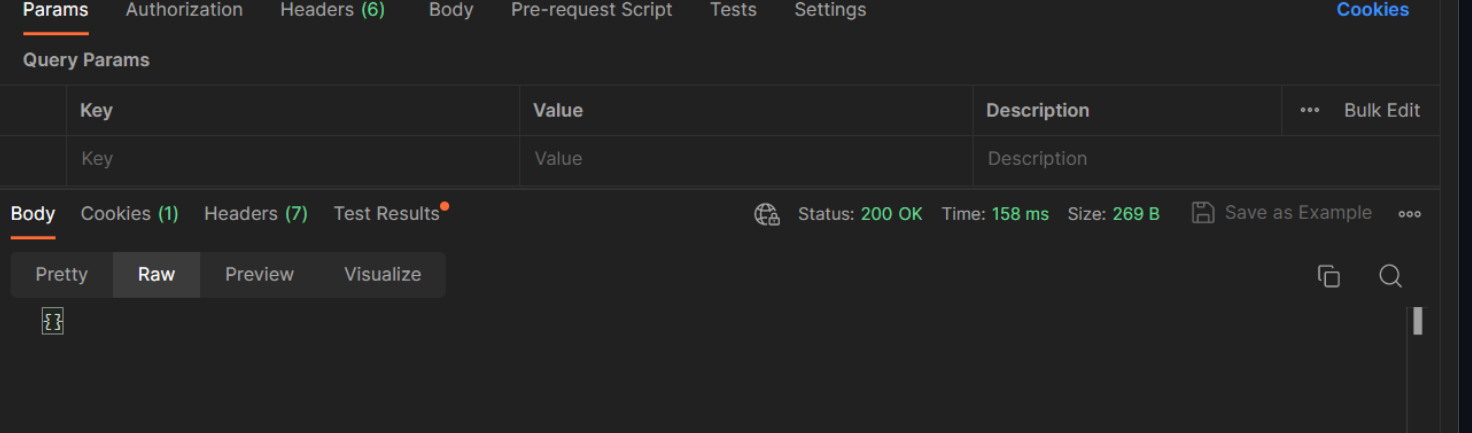 Params Authorization Headers (6) Body Pre-request Script Tests Settings Cookies
Query Params
Key Value Description ••• Bulk Edit
Key Value Description
Body Cookies (1) Headers (7) Test Results Status: 200 OK Time: 158 ms Size: 269 B Save as Example
Pretty Raw Preview Visualize
{}